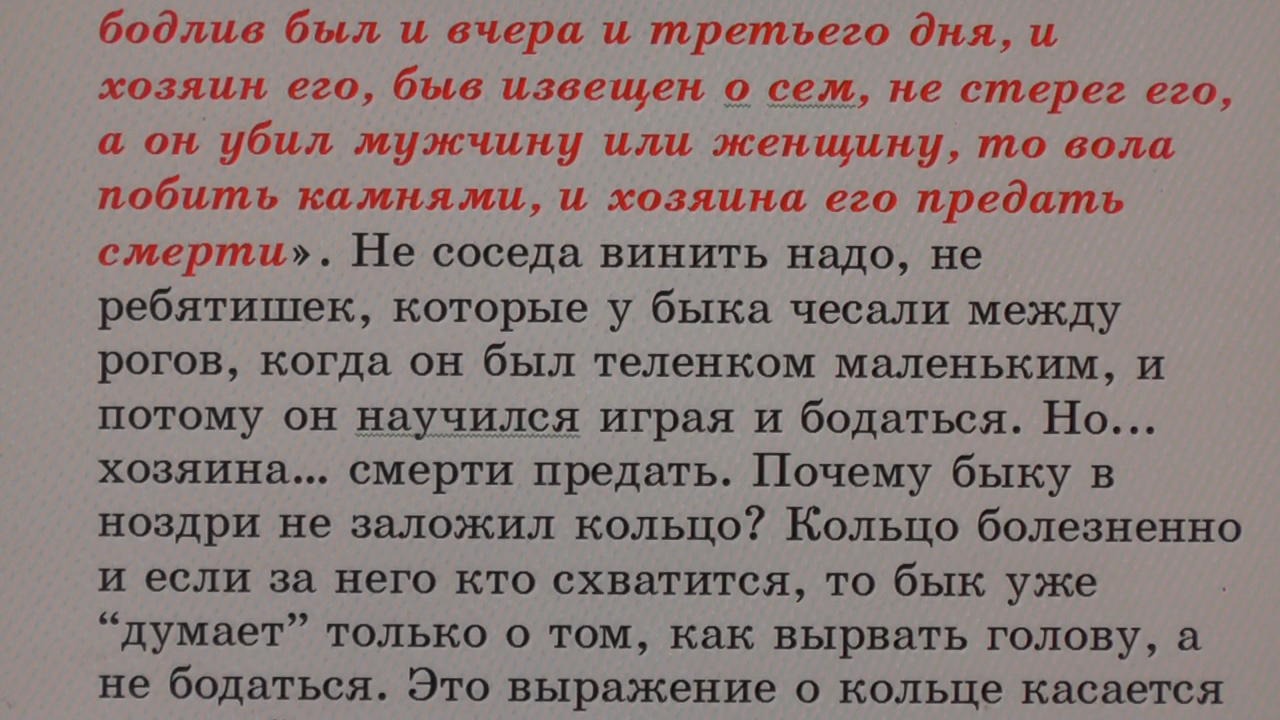 бодлив был и вчера и третьего дня, и
хозяин его, быв извещен о сем, не стерег его,
а он убил мужчину или женщину, то вола
побить камнями, и хозяина его предать
смерти». Не соседа винить надо, не
ребятишек, которые у быка чесали между
рогов, когда он был теленком маленьким, и
потому он научился играя и бодаться. Но...
хозяина... смерти предать. Почему быку в
ноздри не заложил кольцо? Кольцо болезненно
и если за него кто схватится, то бык уже
“думает” только о том, как вырвать голову, а
не бодаться. Это выражение о кольце касается